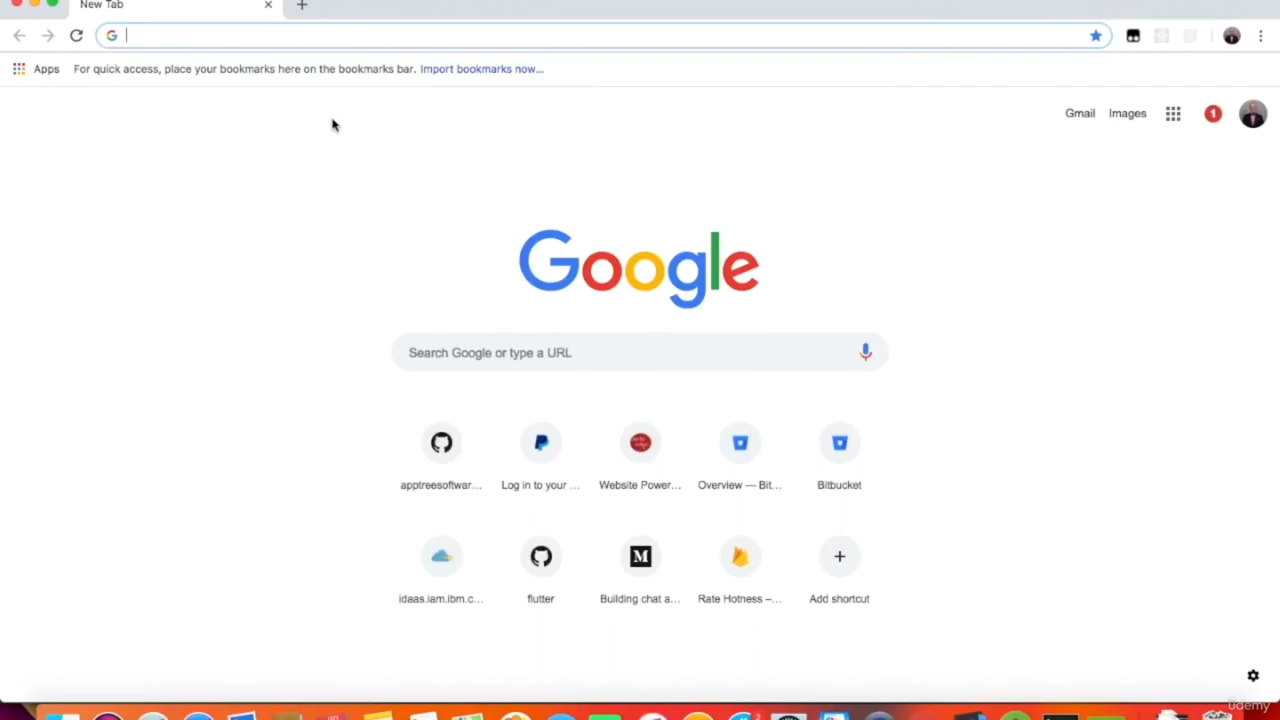 New Tab
Apps For quick access, place your bookmarks here on the bookmarks bar. Import bookmarks now...
Gmail Images 1
Google
Search Google or type a URL
apptreesoftwar... Log in to your ... Website Power... Overview — Bit... Bitbucket
idaas.iam.ibm.c... flutter Building chat a... Rate Hotness –... Add shortcut
udemy